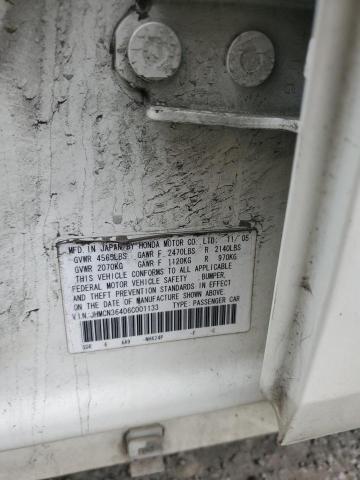 MFD. IN JAPAN BY HONDA MOTOR CO., LTD. 11/05
GVWR 4565LBS GAWR F 2470LBS R 2140LBS
GVWR 2070KG GAWR F 1120KG R 970KG
THIS VEHICLE CONFORMS TO ALL APPLICABLE
FEDERAL MOTOR VEHICLE SAFETY, BUMPER,
AND THEFT PREVENTION STANDARDS IN EFFECT
ON THE DATE OF MANUFACTURE SHOWN ABOVE.
V.I.N:JHMCN36406C001133 TYPE: PASSENGER CAR
6 NH624P